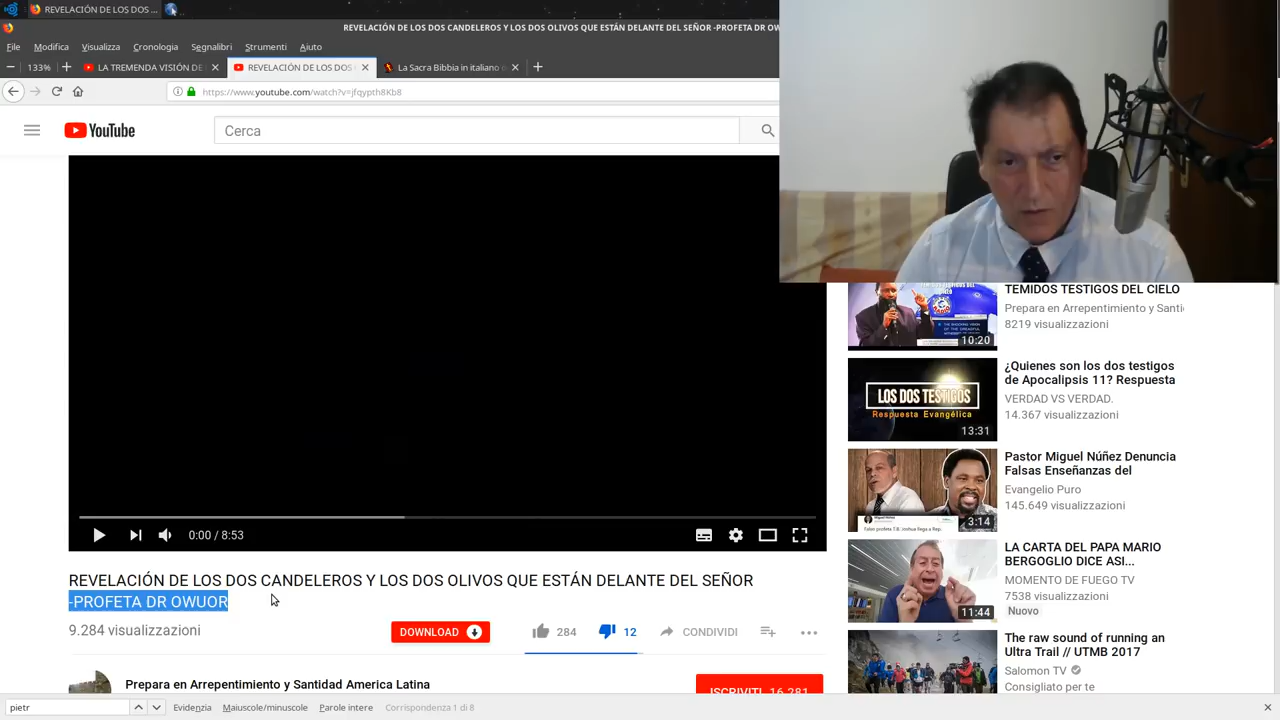 REVELACIÓN DE LOS DOS ...
REVELACIÓN DE LOS DOS CANDELEROS Y LOS DOS OLIVOS QUE ESTÁN DELANTE DEL SEÑOR -PROFETA DR OW
File Modifica Visualizza Cronologia Segnalibri Strumenti Aiuto
133% LA TREMENDA VISIÓN DE REVELACIÓN DE LOS DOS La Sacra Bibbia in italiano
https://www.youtube.com/watch?v=jfqypth8Kb8
YouTube
Cerca
0:00 / 8:53
REVELACIÓN DE LOS DOS CANDELEROS Y LOS DOS OLIVOS QUE ESTÁN DELANTE DEL SEÑOR
-PROFETA DR OWUOR
9.284 visualizzazioni
DOWNLOAD
284
12
CONDIVIDI
Prepara en Arrepentimiento y Santidad America Latina
ISCRIVITI 16.281
TEMIDOS TESTIGOS DEL CIELO
Prepara en Arrepentimiento y Santi
8219 visualizzazioni
10:20
¿Quienes son los dos testigos
de Apocalipsis 11? Respuesta
VERDAD VS VERDAD.
14.367 visualizzazioni
LOS DOS TESTIGOS
Respuesta Evangélica
13:31
Pastor Miguel Núñez Denuncia
Falsas Enseñanzas del
Evangelio Puro
145.649 visualizzazioni
3:14
LA CARTA DEL PAPA MARIO
BERGOGLIO DICE ASI...
MOMENTO DE FUEGO TV
7538 visualizzazioni
Nuovo
11:44
The raw sound of running an
Ultra Trail // UTMB 2017
Salomon TV
Consigliato per te
pietr
Evidenzia Maiuscole/minuscole Parole intere Corrispondenza 1 di 8